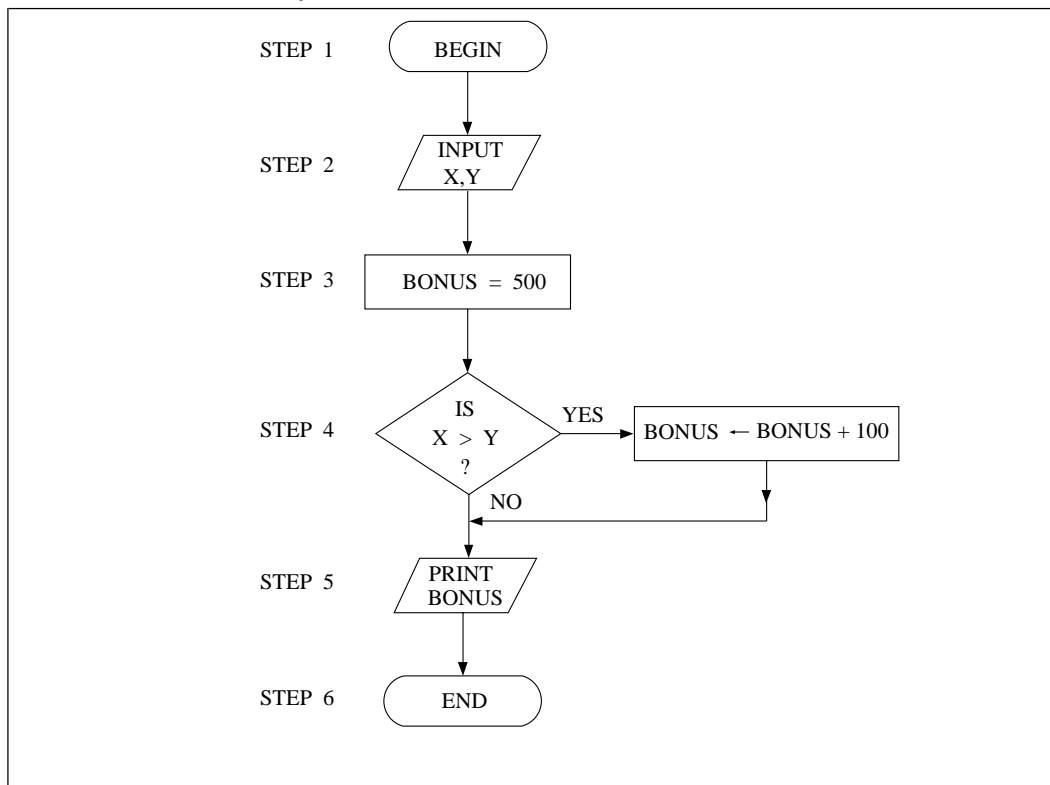 STEP 1
BEGIN
STEP 2
INPUT
X,Y
STEP 3
BONUS = 500
STEP 4
IS
X > Y
?
YES
BONUS ← BONUS + 100
NO
STEP 5
PRINT
BONUS
STEP 6
END